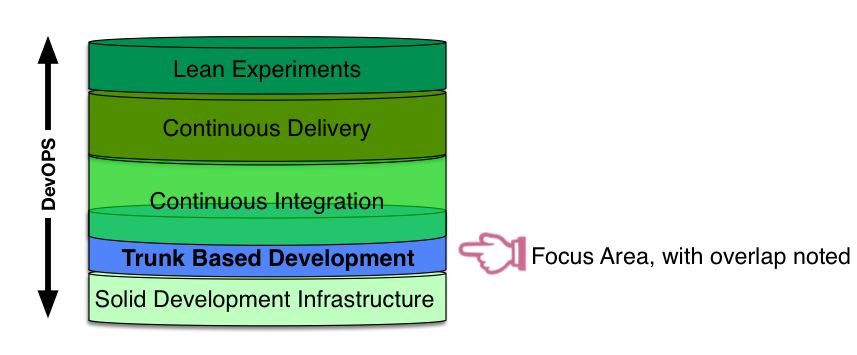 DevOPS
Lean Experiments
Continuous Delivery
Continuous Integration
Trunk Based Development
Focus Area, with overlap noted
Solid Development Infrastructure